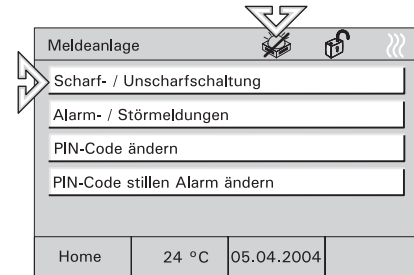 Meldeanlage
Scharf- / Unscharfschaltung
Alarm- / Störmeldungen
PIN-Code ändern
PIN-Code stillen Alarm ändern
Home 24 °C 05.04.2004